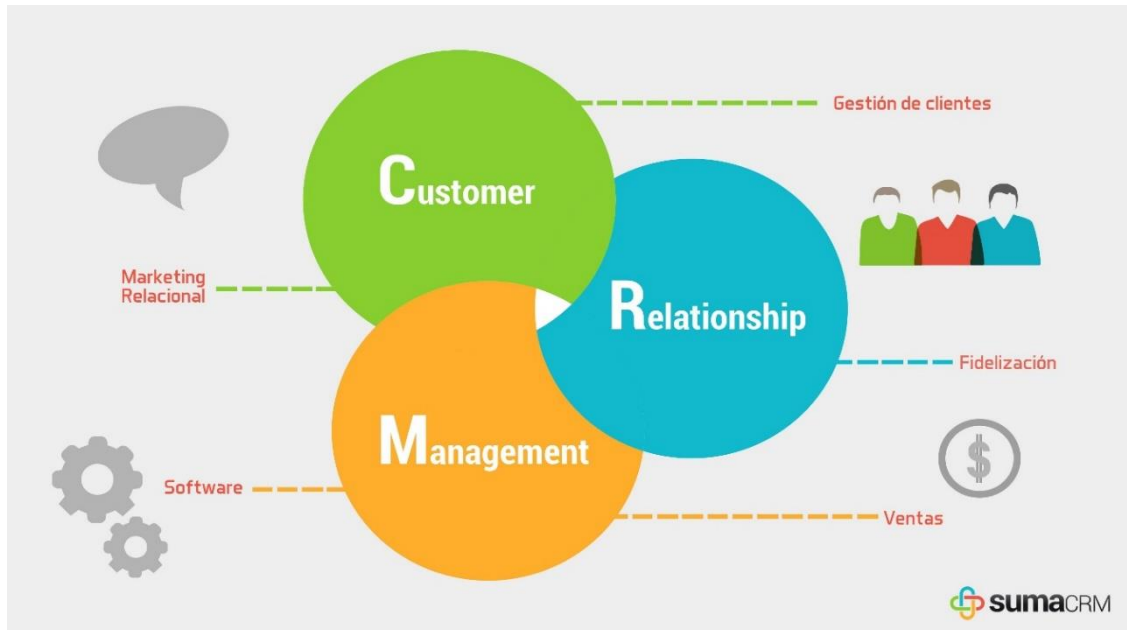 Gestión de clientes
Customer
Marketing
Relacional
Relationship
Fidelización
Management
Software
Ventas
$
sumaCRM